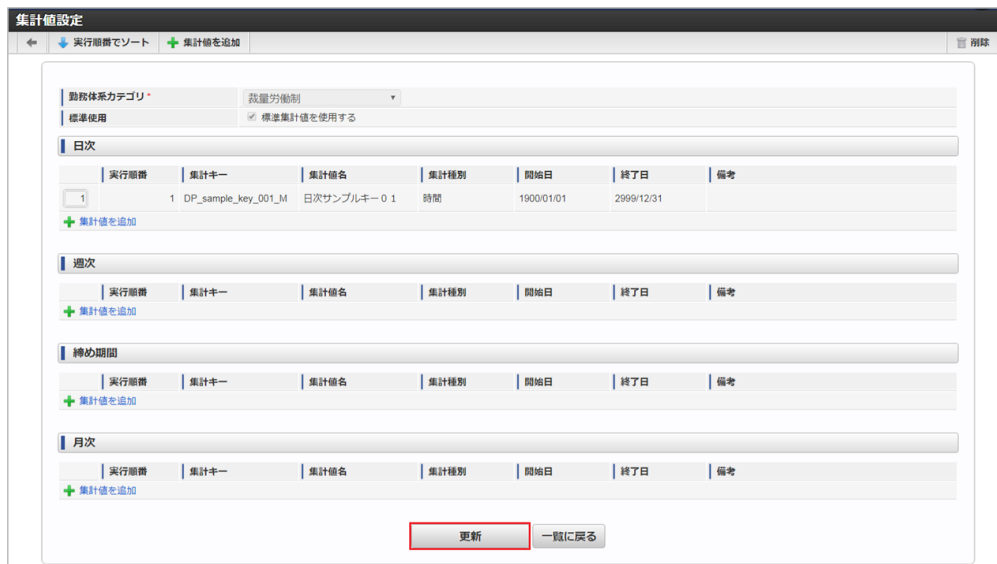 集計値設定
実行順番でソート 集計値を追加 削除
勤務体系カテゴリ* 裁量労働制
標準使用 標準集計値を使用する
日次
実行順番 集計キー 集計値名 集計種別 開始日 終了日 備考
1 1 DP_sample_key_001_M 日次サンプルキー０１ 時間 1900/01/01 2999/12/31
集計値を追加
週次
実行順番 集計キー 集計値名 集計種別 開始日 終了日 備考
集計値を追加
締め期間
実行順番 集計キー 集計値名 集計種別 開始日 終了日 備考
集計値を追加
月次
実行順番 集計キー 集計値名 集計種別 開始日 終了日 備考
集計値を追加
更新 一覧に戻る